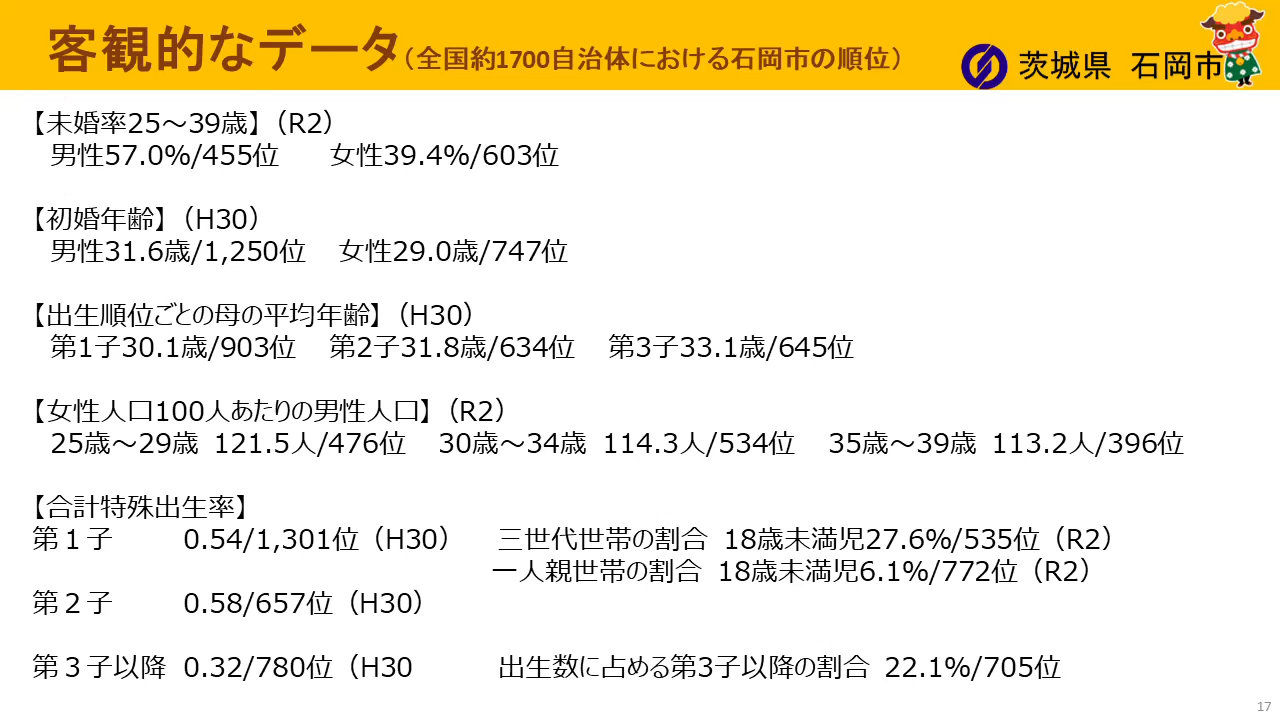 客観的なデータ（全国約1700自治体における石岡市の順位）
茨城県 石岡市
【未婚率25～39歳】（R2）
男性57.0%/455位 女性39.4%/603位
【初婚年齢】（H30）
男性31.6歳/1,250位 女性29.0歳/747位
【出生順位ごとの母の平均年齢】（H30）
第1子30.1歳/903位 第2子31.8歳/634位 第3子33.1歳/645位
【女性人口100人あたりの男性人口】（R2）
25歳～29歳 121.5人/476位 30歳～34歳 114.3人/534位 35歳～39歳 113.2人/396位
【合計特殊出生率】
第１子 0.54/1,301位（H30） 三世代世帯の割合 18歳未満児27.6%/535位（R2）
一人親世帯の割合 18歳未満児6.1%/772位（R2）
第２子 0.58/657位（H30）
第３子以降 0.32/780位（H30 出生数に占める第3子以降の割合 22.1%/705位
17